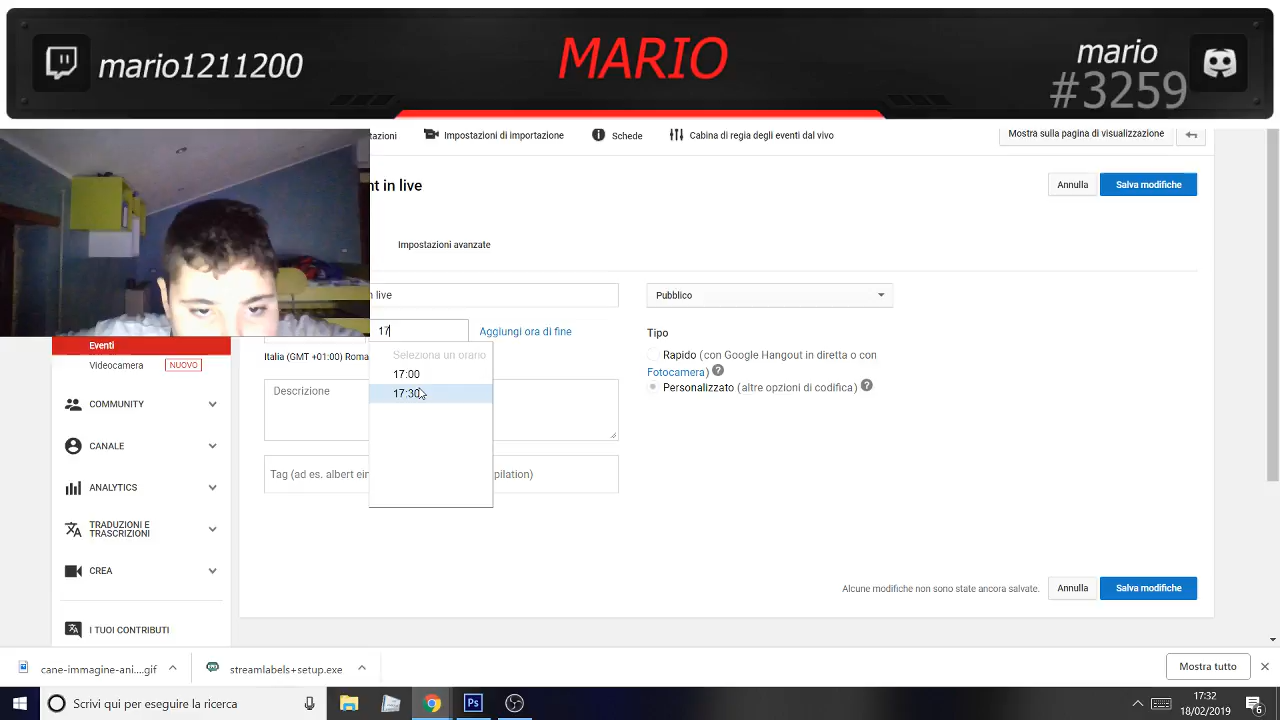 mario1211200
MARIO
mario
#3259
tazioni
Impostazioni di importazione
Schede
Cabina di regia degli eventi dal vivo
Mostra sulla pagina di visualizzazione
nt in live
Annulla
Salva modifiche
Impostazioni avanzate
n live
Pubblico
17
Aggiungi ora di fine
Tipo
Eventi
Italia (GMT +01:00) Roma
Seleziona un orario
Rapido (con Google Hangout in diretta o con
Fotocamera) ?
Videocamera
NUOVO
17:00
17:30
Personalizzato (altre opzioni di codifica) ?
Descrizione
COMMUNITY
CANALE
Tag (ad es. albert ein
pilation)
ANALYTICS
TRADUZIONI E
TRASCRIZIONI
CREA
Alcune modifiche non sono state ancora salvate.
Annulla
Salva modifiche
I TUOI CONTRIBUTI
cane-immagine-ani....gif
streamlabels+setup.exe
Mostra tutto
Scrivi qui per eseguire la ricerca
Ps
17:32
18/02/2019
6